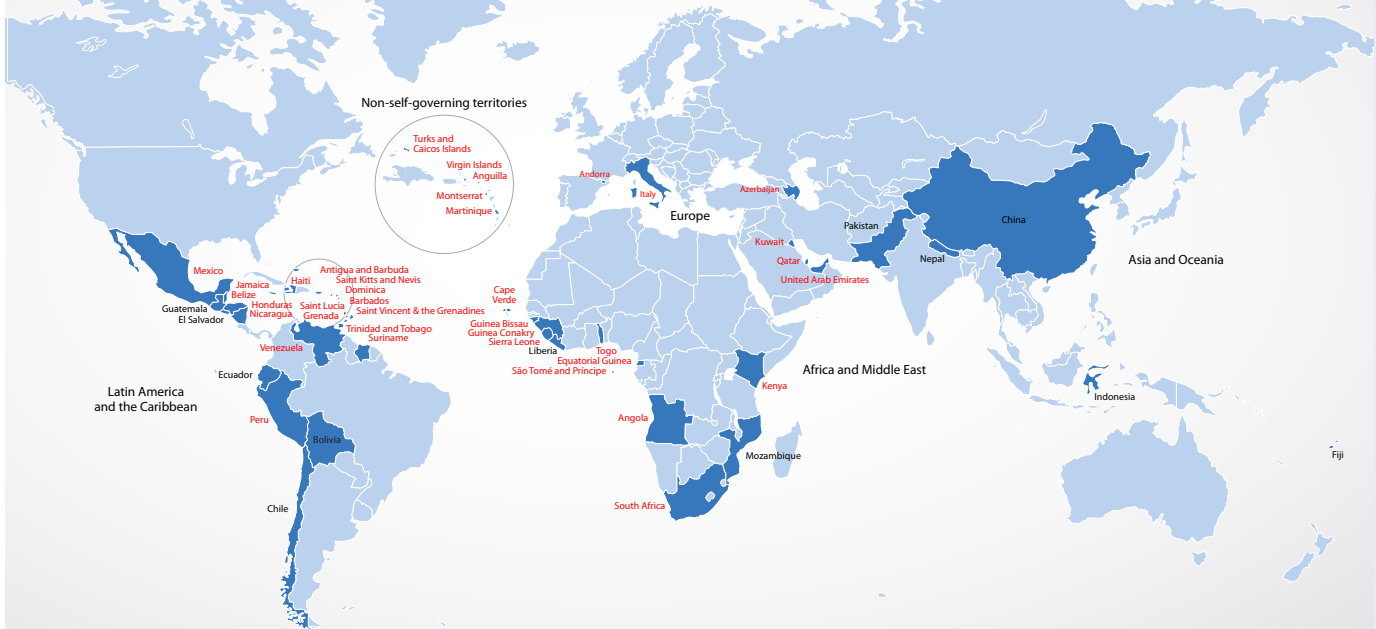 Non-self-governing territories
Turks and
Caicos Islands
Virgin Islands
Anguilla
Montserrat
Martinique
Andorra
Italy
Azerbaijan
Europe
China
Pakistan
Nepal
Kuwait
Qatar
United Arab Emirates
Asia and Oceania
Mexico
Jamaica
Belize
Haiti
Antigua and Barbuda
Saint Kitts and Nevis
Dominica
Barbados
Saint Vincent & the Grenadines
Guatemala
El Salvador
Honduras
Nicaragua
Saint Lucia
Grenada
Trinidad and Tobago
Suriname
Venezuela
Cape
Verde
Guinea Bissau
Guinea Conakry
Sierra Leone
Liberia
Togo
Equatorial Guinea
São Tomé and Príncipe
Ecuador
Latin America
and the Caribbean
Peru
Bolivia
Chile
Africa and Middle East
Kenya
Angola
Mozambique
South Africa
Indonesia
Fiji